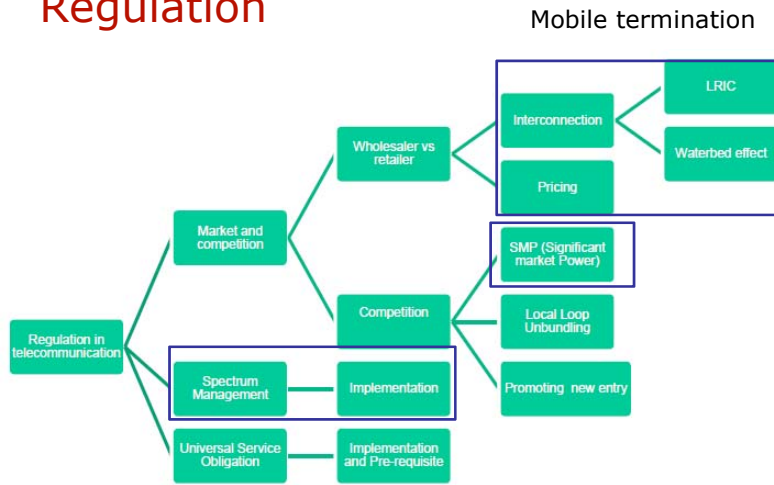 Regulation
Mobile termination
LRIC
Interconnection
Wholesaler vs
retailer
Waterbed effect
Pricing
Market and
competition
SMP (Significant
market Power)
Competition
Local Loop
Unbundling
Regulation in
telecommunication
Spectrum
Management
Implementation
Promoting new entry
Universal Service
Obligation
Implementation
and Pre-requisite